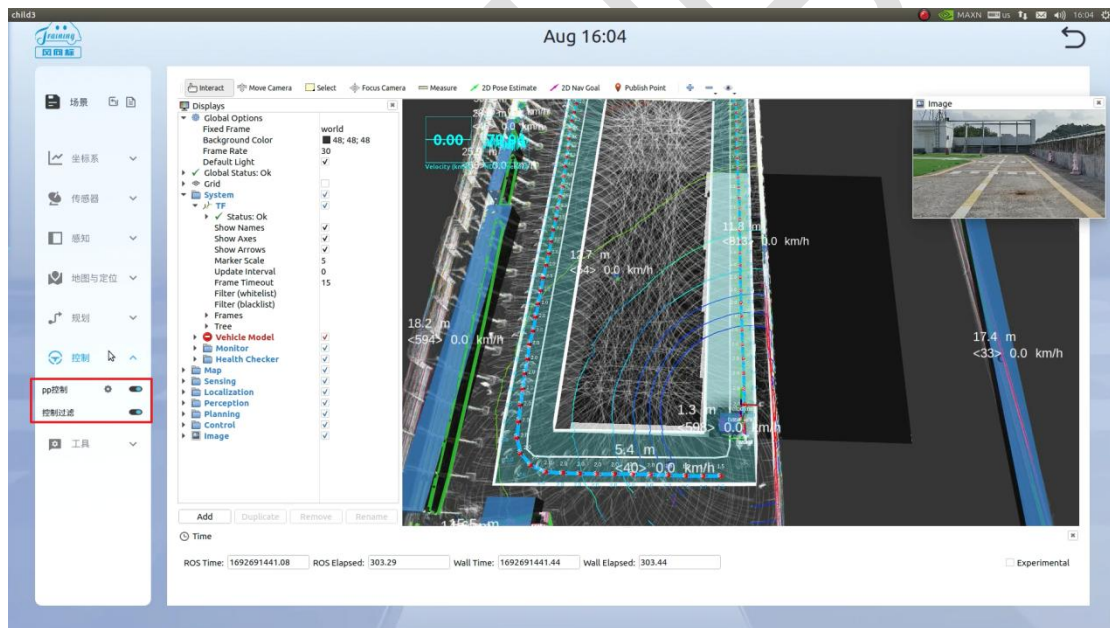 child3
MAXN
us
16:04
Training
风向标
Aug 16:04
场景
坐标系
传感器
感知
地图与定位
规划
控制
pp控制
控制过滤
工具
Interact Move Camera Select Focus Camera Measure 2D Pose Estimate 2D Nav Goal Publish Point
Displays
Global Options
Fixed Frame world
Background Color 48; 48; 48
Frame Rate 30
Default Light
Global Status: Ok
Grid
System
TF
Status: Ok
Show Names
Show Axes
Show Arrows
Marker Scale 5
Update Interval 0
Frame Timeout 15
Filter (whitelist)
Filter (blacklist)
Frames
Tree
Vehicle Model
Monitor
Health Checker
Map
Sensing
Localization
Perception
Planning
Control
Image
Add Duplicate Remove Rename
0.00
12.7 m
<54> 0.0 km/h
0.0 km/h
18.2 m
<594> 0.0 km/h
17.4 m
<33> 0.0 km/h
1.3
5.4 m
<40> 0.0 km/h
Image
Time
ROS Time: 1692691441.08 ROS Elapsed: 303.29 Wall Time: 1692691441.44 Wall Elapsed: 303.44 Experimental